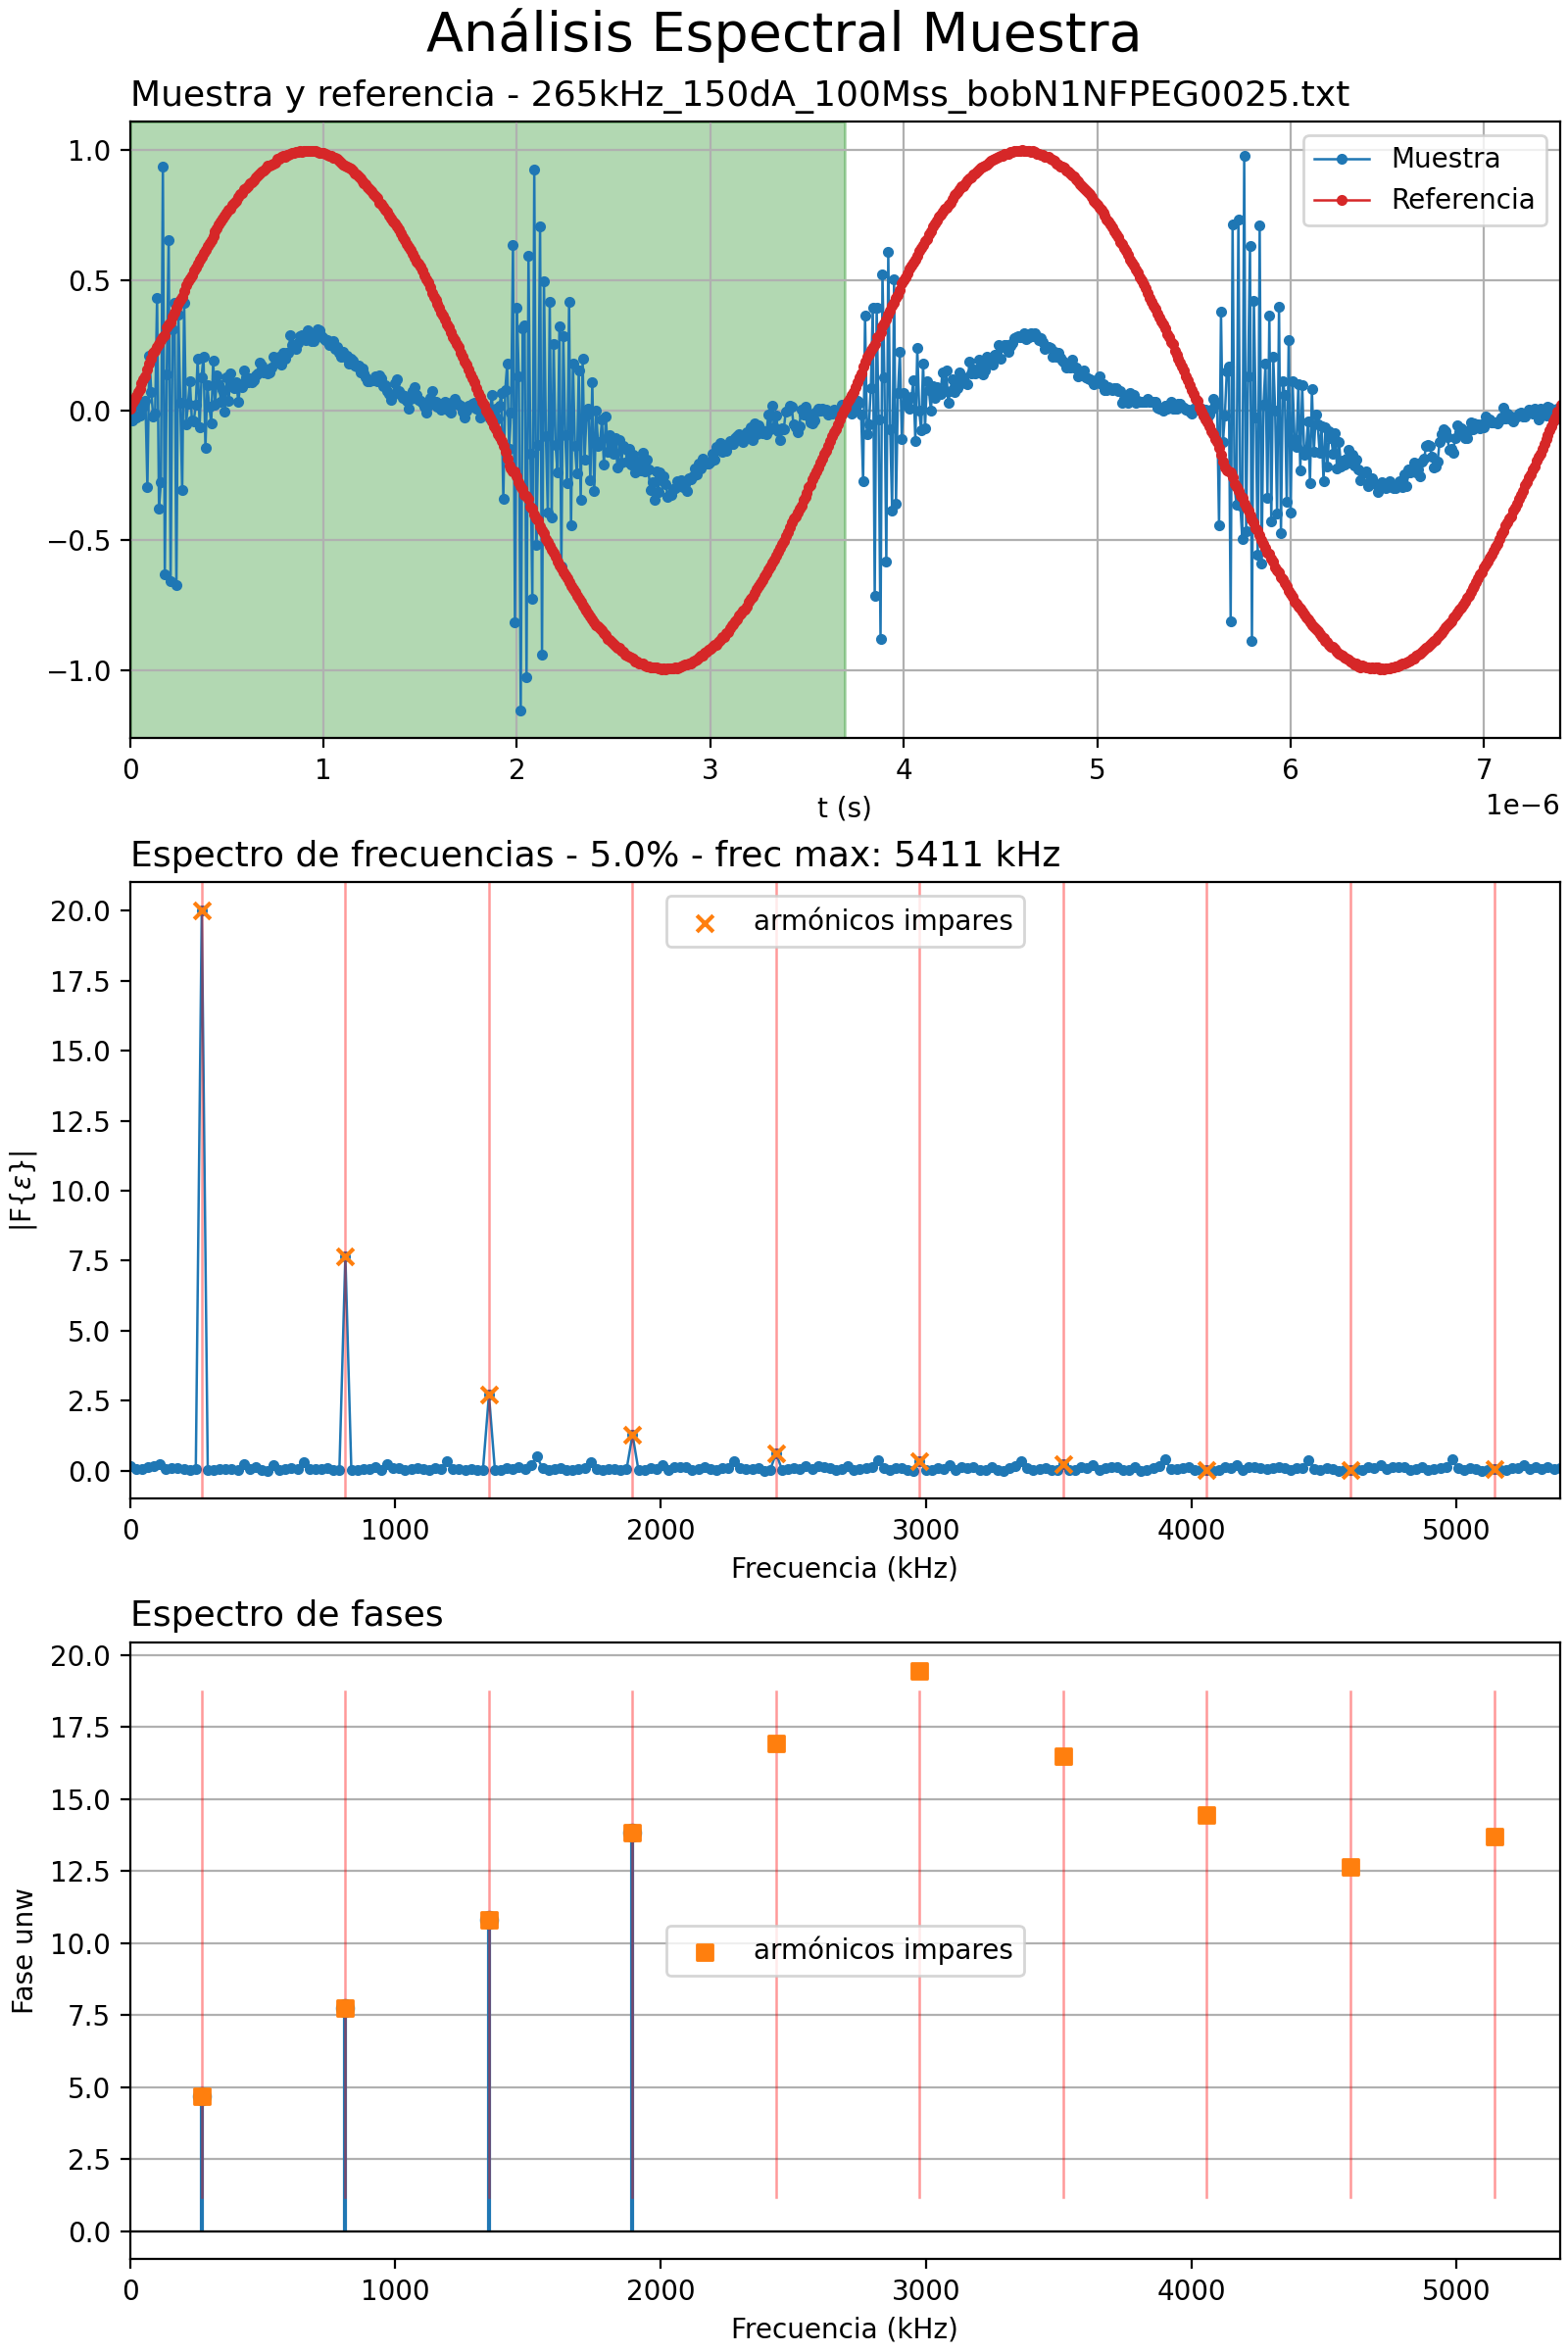 Análisis Espectral Muestra
Muestra y referencia - 265kHz_150dA_100Mss_bobN1NFPEG0025.txt
1.0
0.5
0.0
−0.5
−1.0
Muestra
Referencia
0 1 2 3 4 5 6 7
1e−6
t (s)
Espectro de frecuencias - 5.0% - frec max: 5411 kHz
20.0
17.5
15.0
12.5
10.0
7.5
5.0
2.5
0.0
|F{ε}|
armónicos impares
0 1000 2000 3000 4000 5000
Frecuencia (kHz)
Espectro de fases
20.0
17.5
15.0
12.5
10.0
7.5
5.0
2.5
0.0
Fase unw
armónicos impares
0 1000 2000 3000 4000 5000
Frecuencia (kHz)